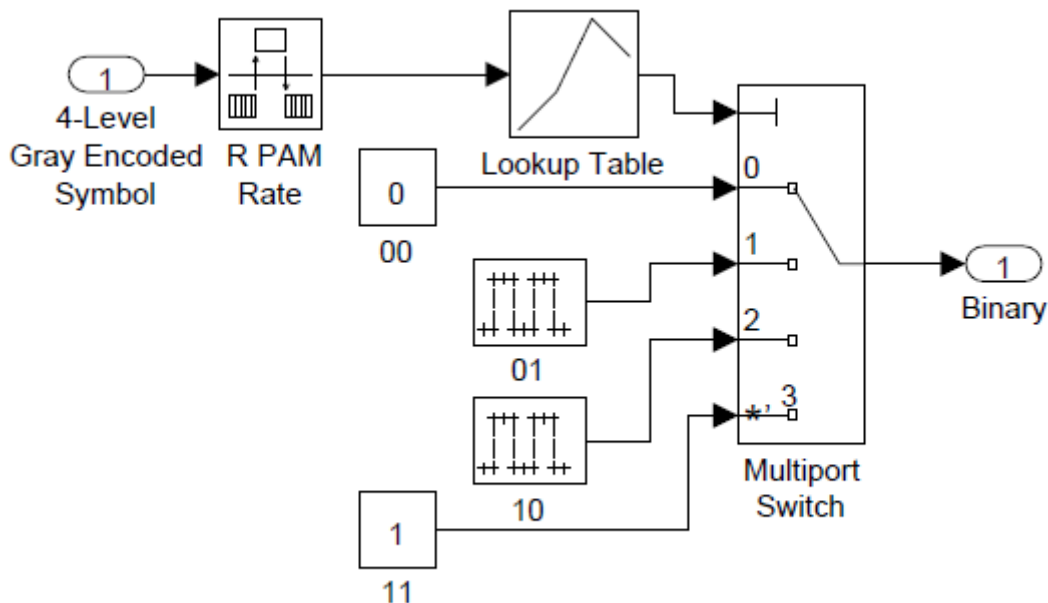 1
4-Level
Gray Encoded
Symbol
R PAM
Rate
Lookup Table
0
00
01
10
1
11
0
1
2
*, 3
Multiport
Switch
1
Binary